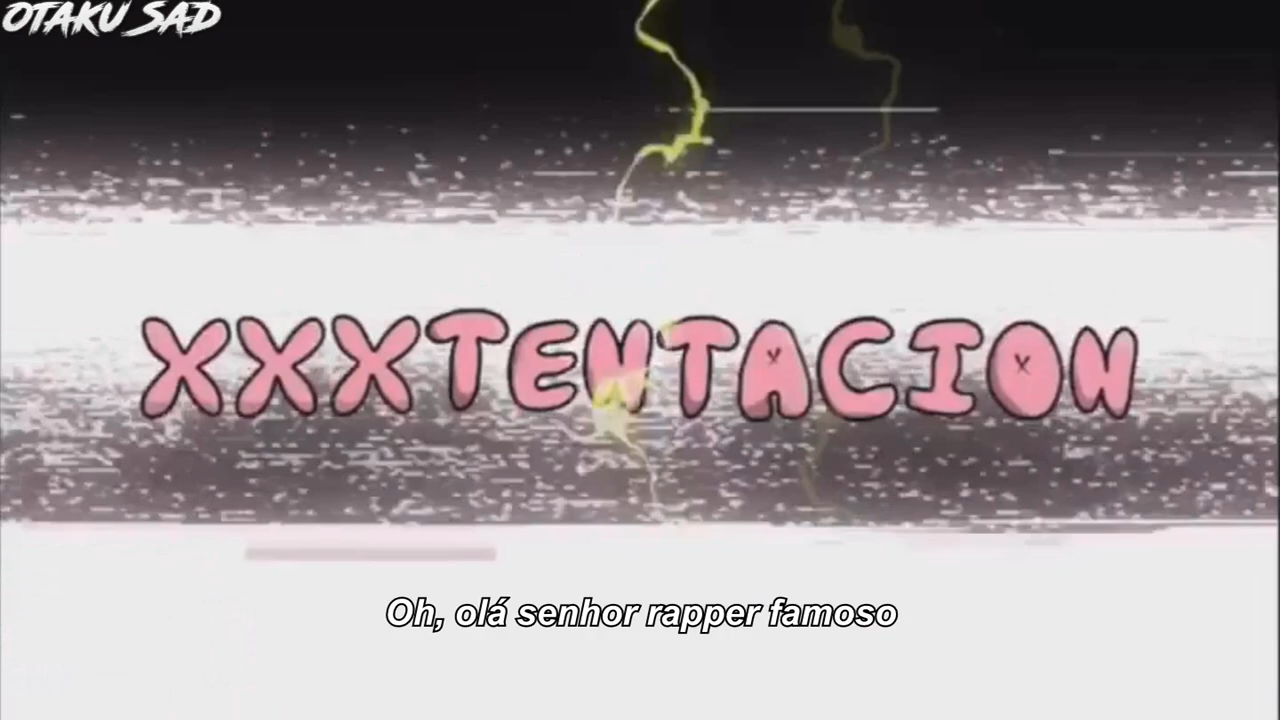 OTAKU SAD
XXXTENTACION
Oh, olá senhor rapper famoso